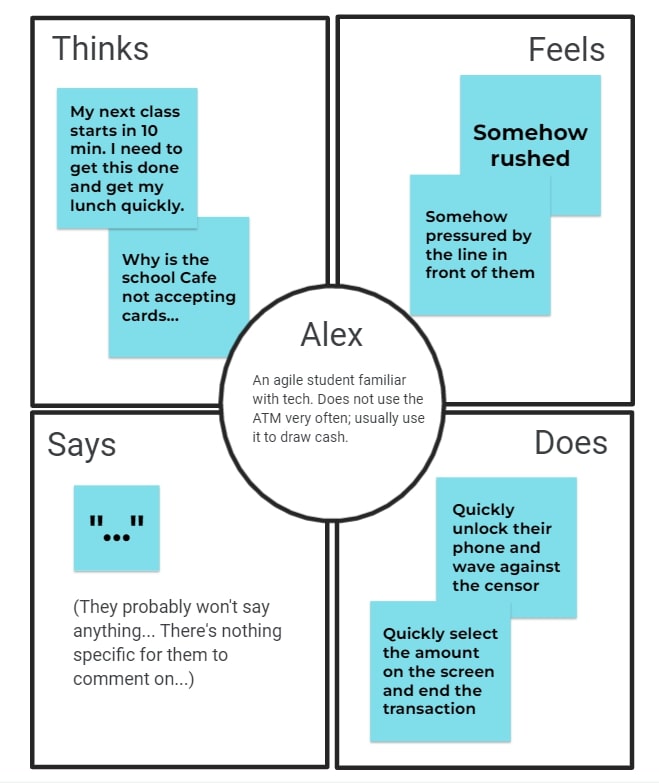 Thinks
My next class
starts in 10
min. I need to
get this done
and get my
lunch quickly.
Why is the
school Cafe
not accepting
cards...
Feels
Somehow
rushed
Somehow
pressured by
the line in
front of them
Alex
An agile student familiar
with tech. Does not use the
ATM very often; usually use
it to draw cash.
Says
"..."
(They probably won't say
anything... There's nothing
specific for them to
comment on...)
Does
Quickly
unlock their
phone and
wave against
the censor
Quickly select
the amount
on the screen
and end the
transaction